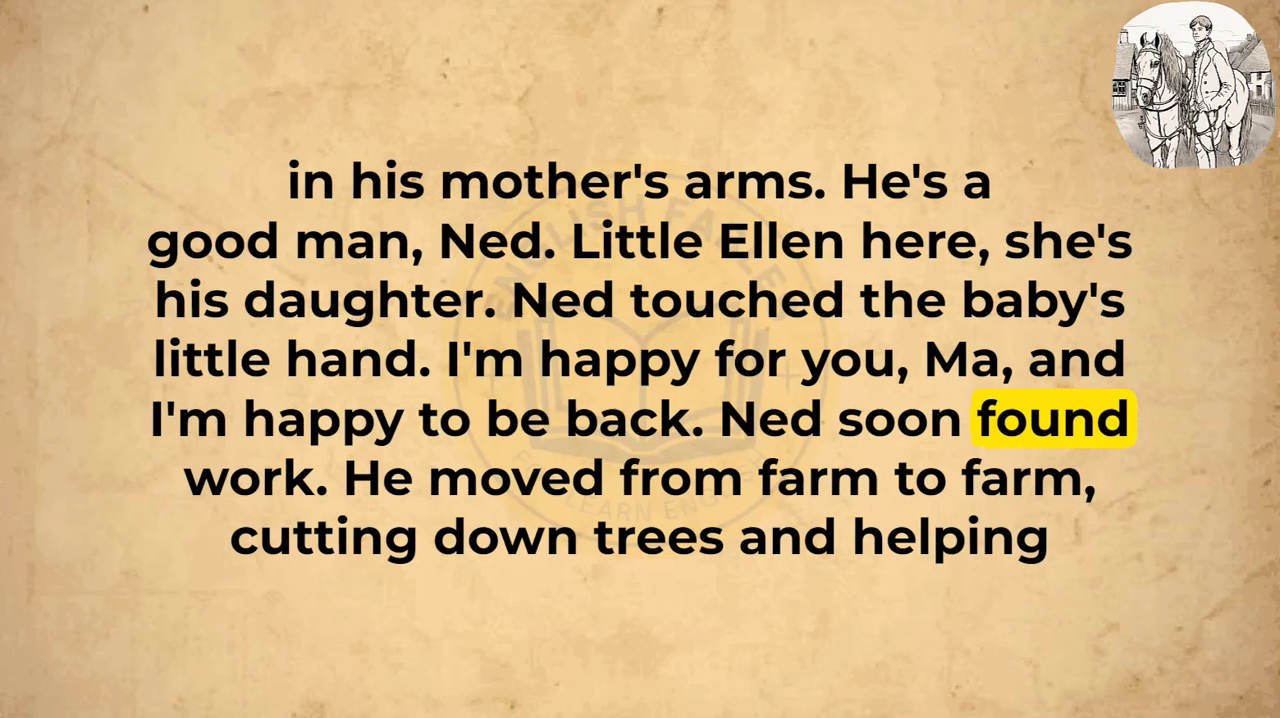 in his mother's arms. He's a
good man, Ned. Little Ellen here, she's
his daughter. Ned touched the baby's
little hand. I'm happy for you, Ma, and
I'm happy to be back. Ned soon found
work. He moved from farm to farm,
cutting down trees and helping